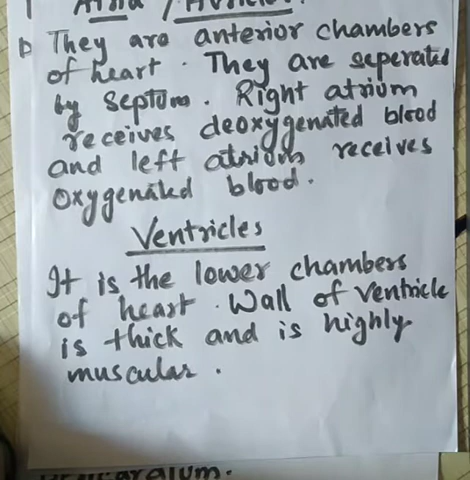 Atria / Auricles
D They are anterior chambers
of heart. They are seperated
by septum. Right atrium
receives deoxygenated blood
and left atrium receives
oxygenated blood.
Ventricles
It is the lower chambers
of heart. Wall of Ventricle
is thick and is highly
muscular.